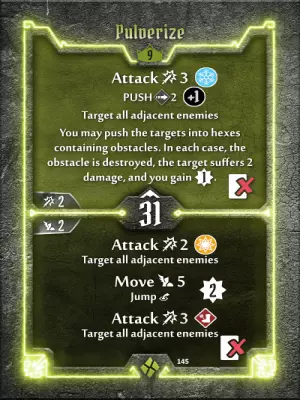 Pulverize
9
Attack 3
PUSH 2 +1
Target all adjacent enemies
You may push the targets into hexes
containing obstacles. In each case, the
obstacle is destroyed, the target suffers 2
damage, and you gain 1.
2
31
2
Attack 2
Target all adjacent enemies
Move 5
Jump
2
Attack 3
Target all adjacent enemies
145